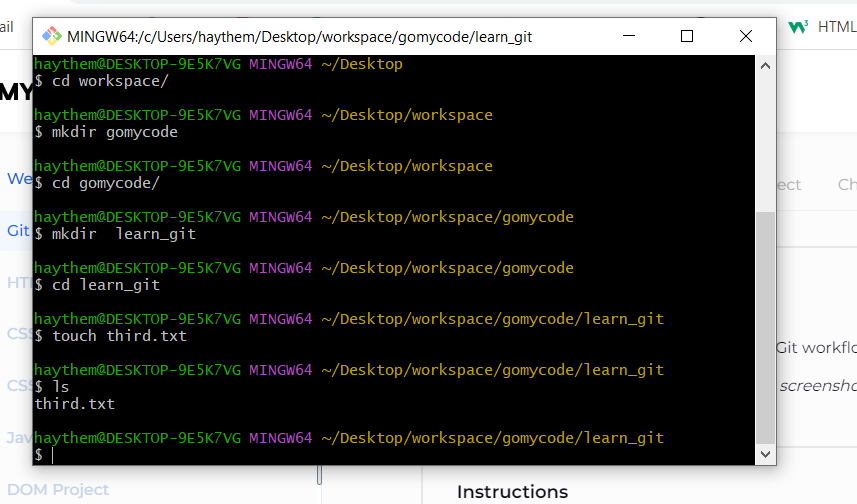 ail
HTML
MINGW64:/c/Users/haythem/Desktop/workspace/gomycode/learn_git
haythem@DESKTOP-9E5K7VG MINGW64 ~/Desktop
$ cd workspace/
MY
haythem@DESKTOP-9E5K7VG MINGW64 ~/Desktop/workspace
$ mkdir gomycode
haythem@DESKTOP-9E5K7VG MINGW64 ~/Desktop/workspace
$ cd gomycode/
We
ect
Ch
haythem@DESKTOP-9E5K7VG MINGW64 ~/Desktop/workspace/gomycode
$ mkdir  learn_git
Git
haythem@DESKTOP-9E5K7VG MINGW64 ~/Desktop/workspace/gomycode
$ cd learn_git
HT
haythem@DESKTOP-9E5K7VG MINGW64 ~/Desktop/workspace/gomycode/learn_git
$ touch third.txt
CSS
Git workflo
haythem@DESKTOP-9E5K7VG MINGW64 ~/Desktop/workspace/gomycode/learn_git
$ ls
third.txt
CSS
screensho
haythem@DESKTOP-9E5K7VG MINGW64 ~/Desktop/workspace/gomycode/learn_git
$
Jav
DOM Project
Instructions